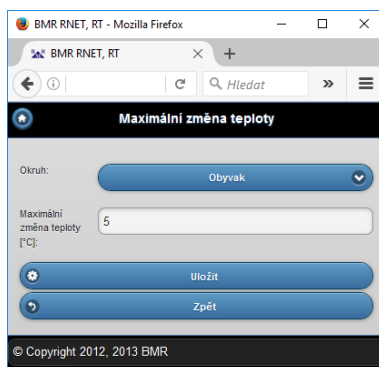 BMR RNET, RT - Mozilla Firefox
BMR RNET, RT
Hledat
Maximální změna teploty
Okruh:
Obyvak
Maximální
změna teploty
[°C]:
5
Uložit
Zpět
© Copyright 2012, 2013 BMR